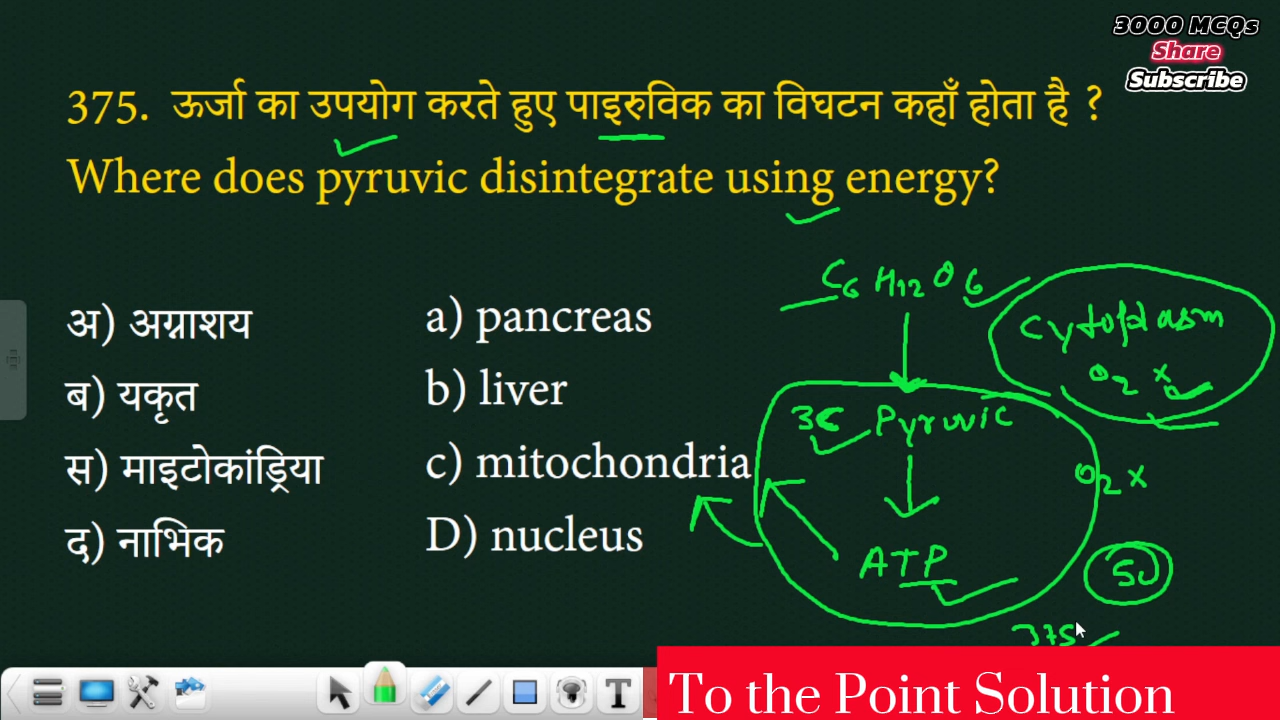 3000 MCQs
Share
Subscribe
375. ऊर्जा का उपयोग करते हुए पाइरुविक का विघटन कहाँ होता है ?
Where does pyruvic disintegrate using energy?
अ) अग्नाशय
a) pancreas
ब) यकृत
b) liver
स) माइटोकांड्रिया
c) mitochondria
द) नाभिक
D) nucleus
C6 H12 O6
Cytoplasm
O2 x
3C Pyruvic
O2 x
ATP
375
T
To the Point Solution